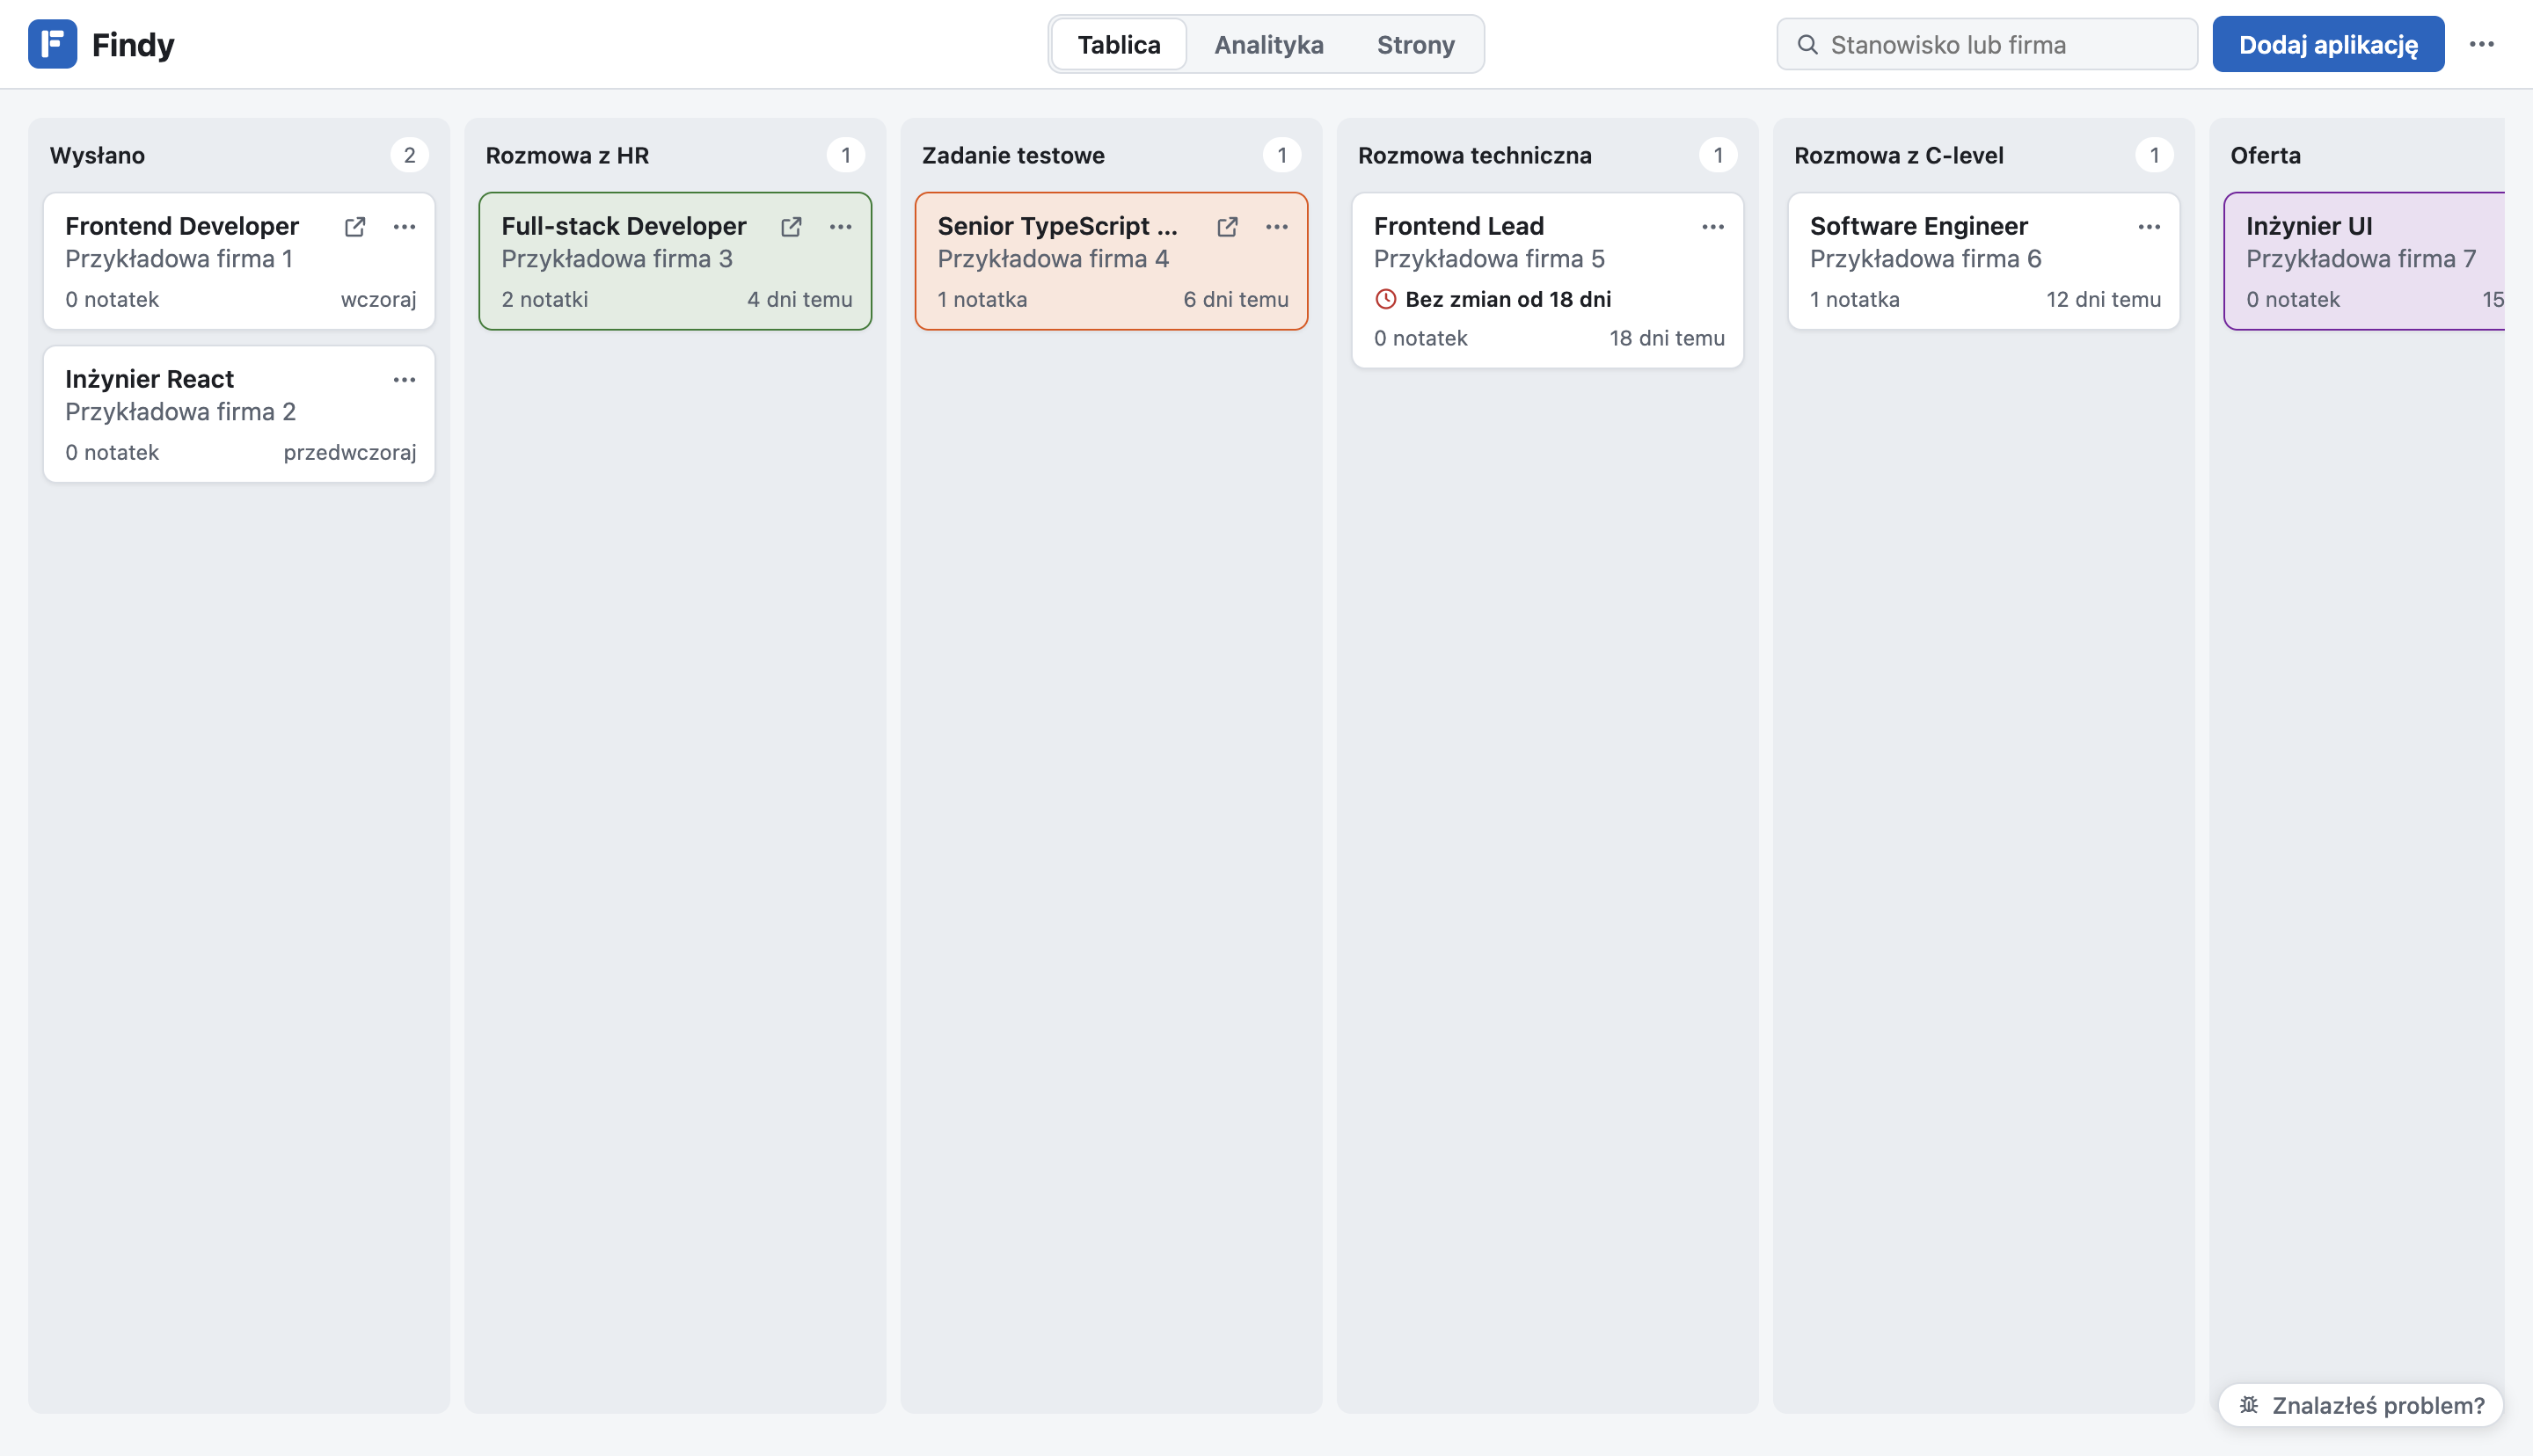 Findy
Tablica
Analityka
Strony
Stanowisko lub firma
Dodaj aplikację
Wysłano
2
Frontend Developer
Przykładowa firma 1
0 notatek
wczoraj
Inżynier React
Przykładowa firma 2
0 notatek
przedwczoraj
Rozmowa z HR
1
Full-stack Developer
Przykładowa firma 3
2 notatki
4 dni temu
Zadanie testowe
1
Senior TypeScript ...
Przykładowa firma 4
1 notatka
6 dni temu
Rozmowa techniczna
1
Frontend Lead
Przykładowa firma 5
Bez zmian od 18 dni
0 notatek
18 dni temu
Rozmowa z C-level
1
Software Engineer
Przykładowa firma 6
1 notatka
12 dni temu
Oferta
Inżynier UI
Przykładowa firma 7
0 notatek
15
Znalazłeś problem?